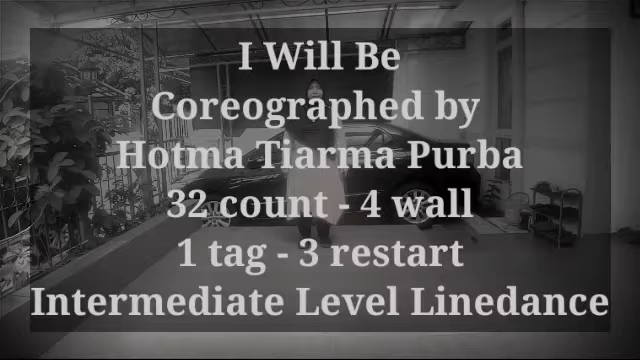 I Will Be
Coreographed by
Hotma Tiarma Purba
32 count - 4 wall
1 tag - 3 restart
Intermediate Level Linedance